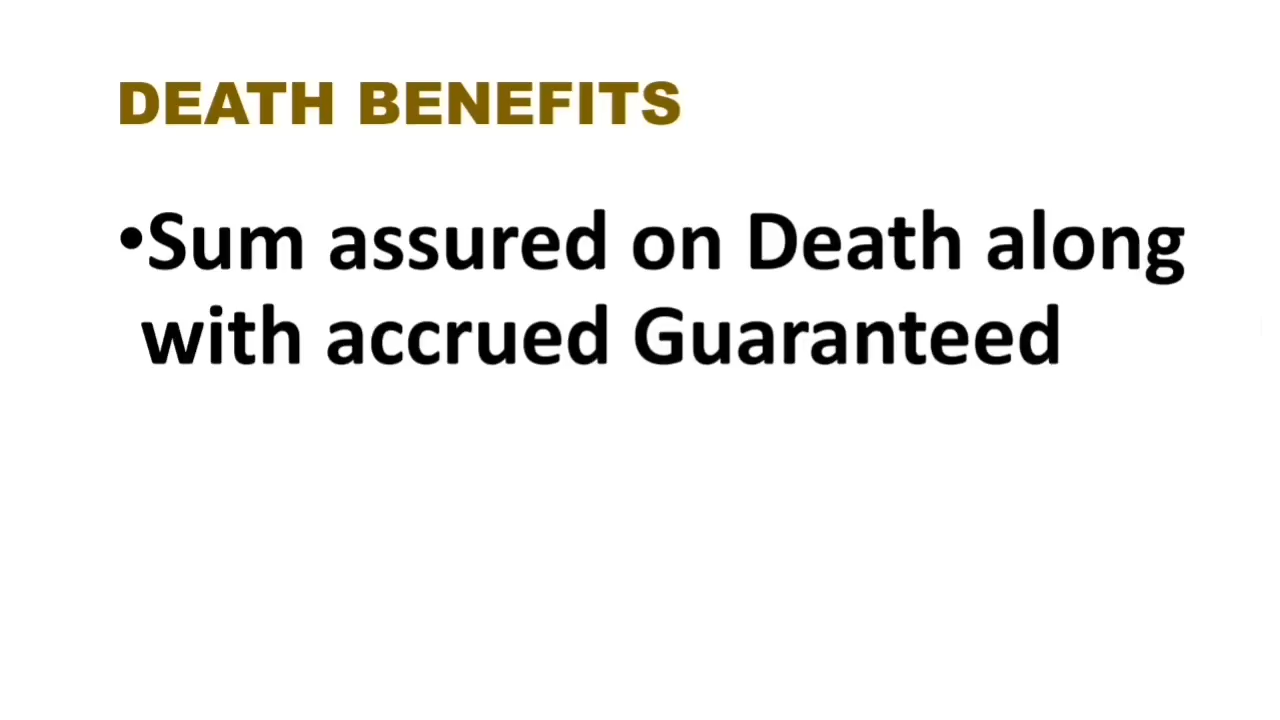 DEATH BENEFITS
•Sum assured on Death along
with accrued Guaranteed